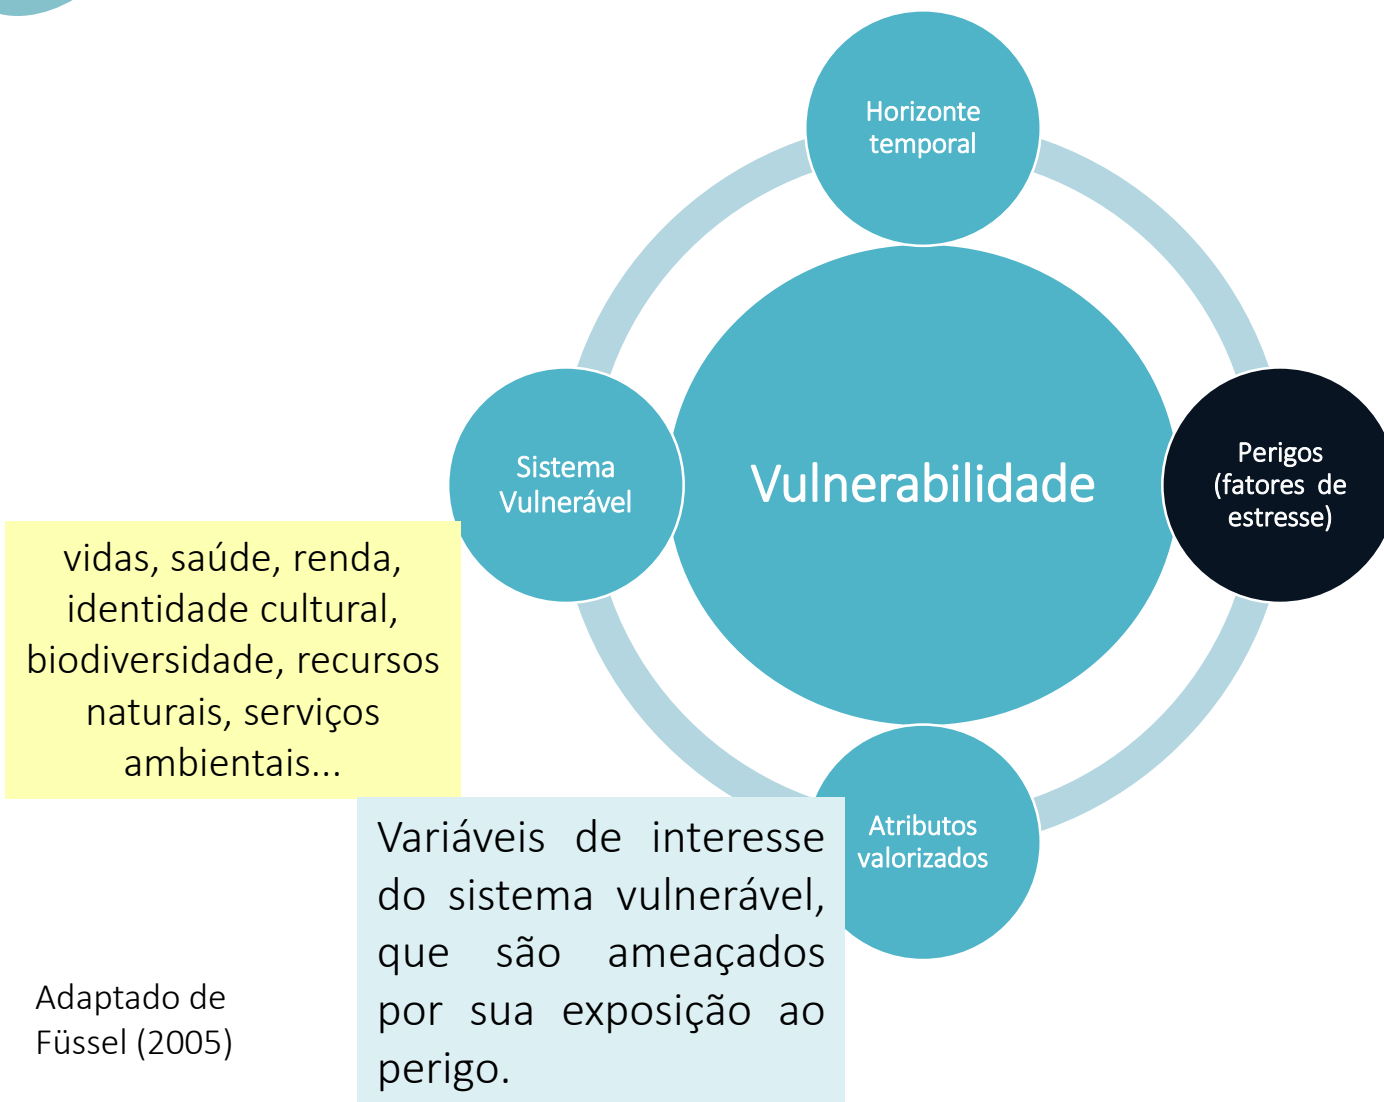 Horizonte
temporal
Sistema
Vulnerável
Vulnerabilidade
Perigos
(fatores de
estresse)
vidas, saúde, renda,
identidade cultural,
biodiversidade, recursos
naturais, serviços
ambientais...
Atributos
valorizados
Variáveis de interesse
do sistema vulnerável,
que são ameaçados
por sua exposição ao
perigo.
Adaptado de
Füssel (2005)